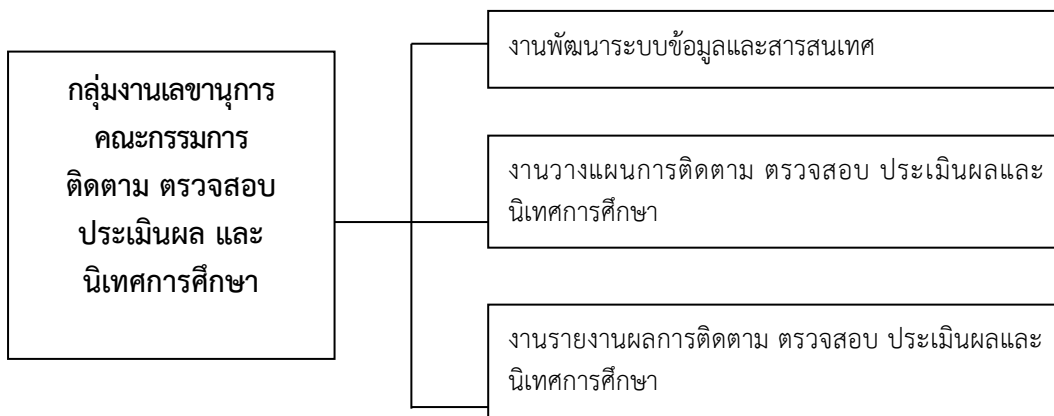 กลุ่มงานเลขานุการ
คณะกรรมการ
ติดตาม ตรวจสอบ
ประเมินผล และ
นิเทศการศึกษา
งานพัฒนาระบบข้อมูลและสารสนเทศ
งานวางแผนการติดตาม ตรวจสอบ ประเมินผลและ
นิเทศการศึกษา
งานรายงานผลการติดตาม ตรวจสอบ ประเมินผลและ
นิเทศการศึกษา